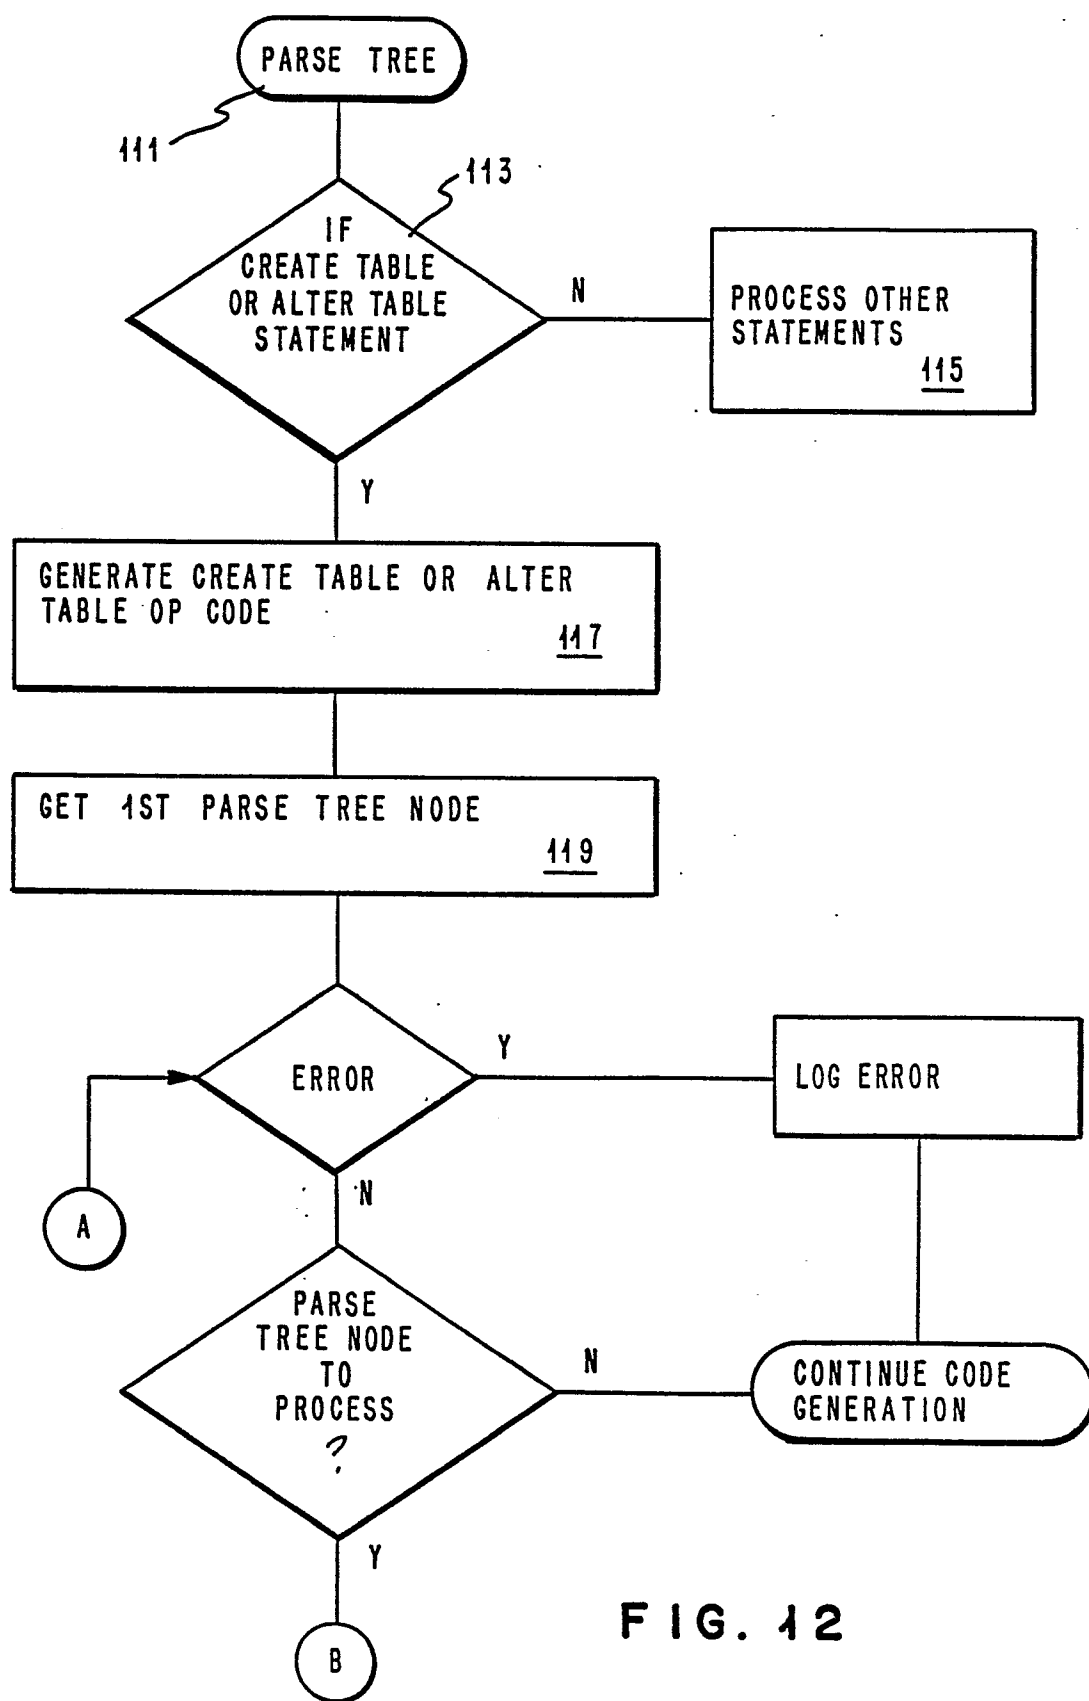 PARSE TREE
111
113
IF
CREATE TABLE
OR ALTER TABLE
STATEMENT
N
PROCESS OTHER
STATEMENTS
115
Y
GENERATE CREATE TABLE OR ALTER
TABLE OP CODE
117
GET 1ST PARSE TREE NODE
119
ERROR
Y
LOG ERROR
A
N
PARSE
TREE NODE
TO
PROCESS
?
N
CONTINUE CODE
GENERATION
Y
B
FIG. 12